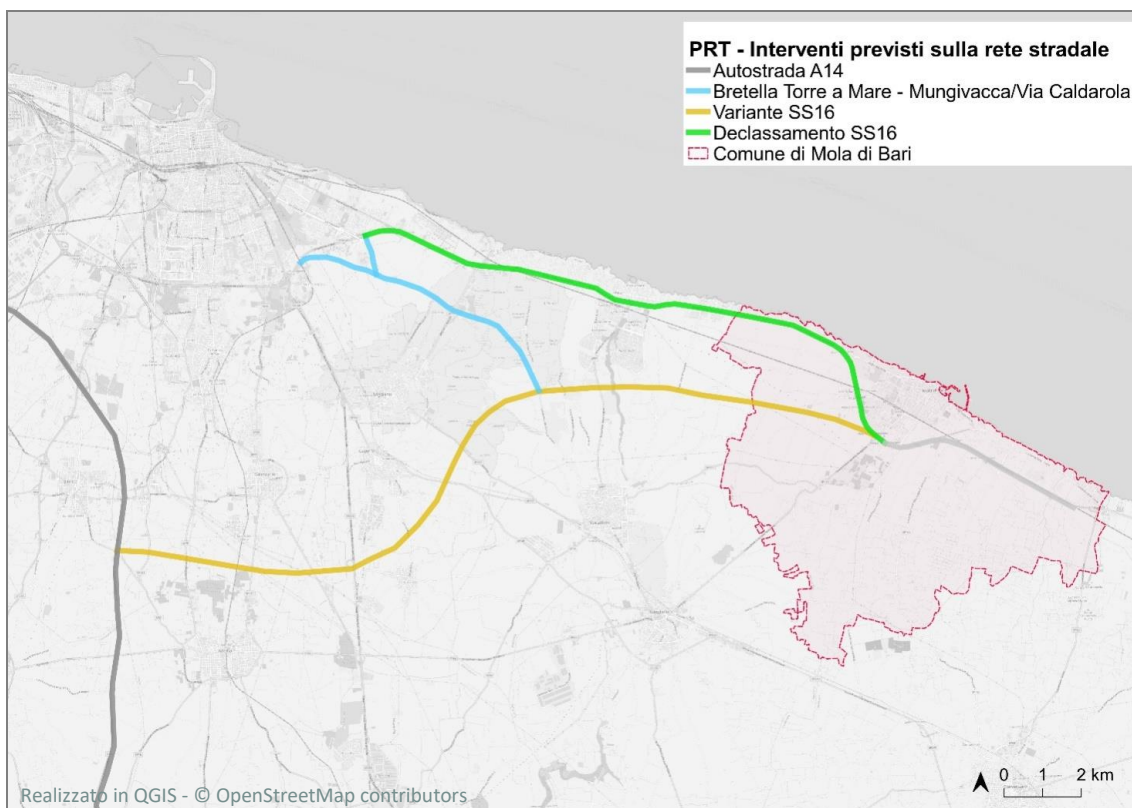 PRT - Interventi previsti sulla rete stradale
Autostrada A14
Bretella Torre a Mare - Mungivacca/Via Caldarola
Variante SS16
Declassamento SS16
Comune di Mola di Bari
0 1 2 km
Realizzato in QGIS - © OpenStreetMap contributors